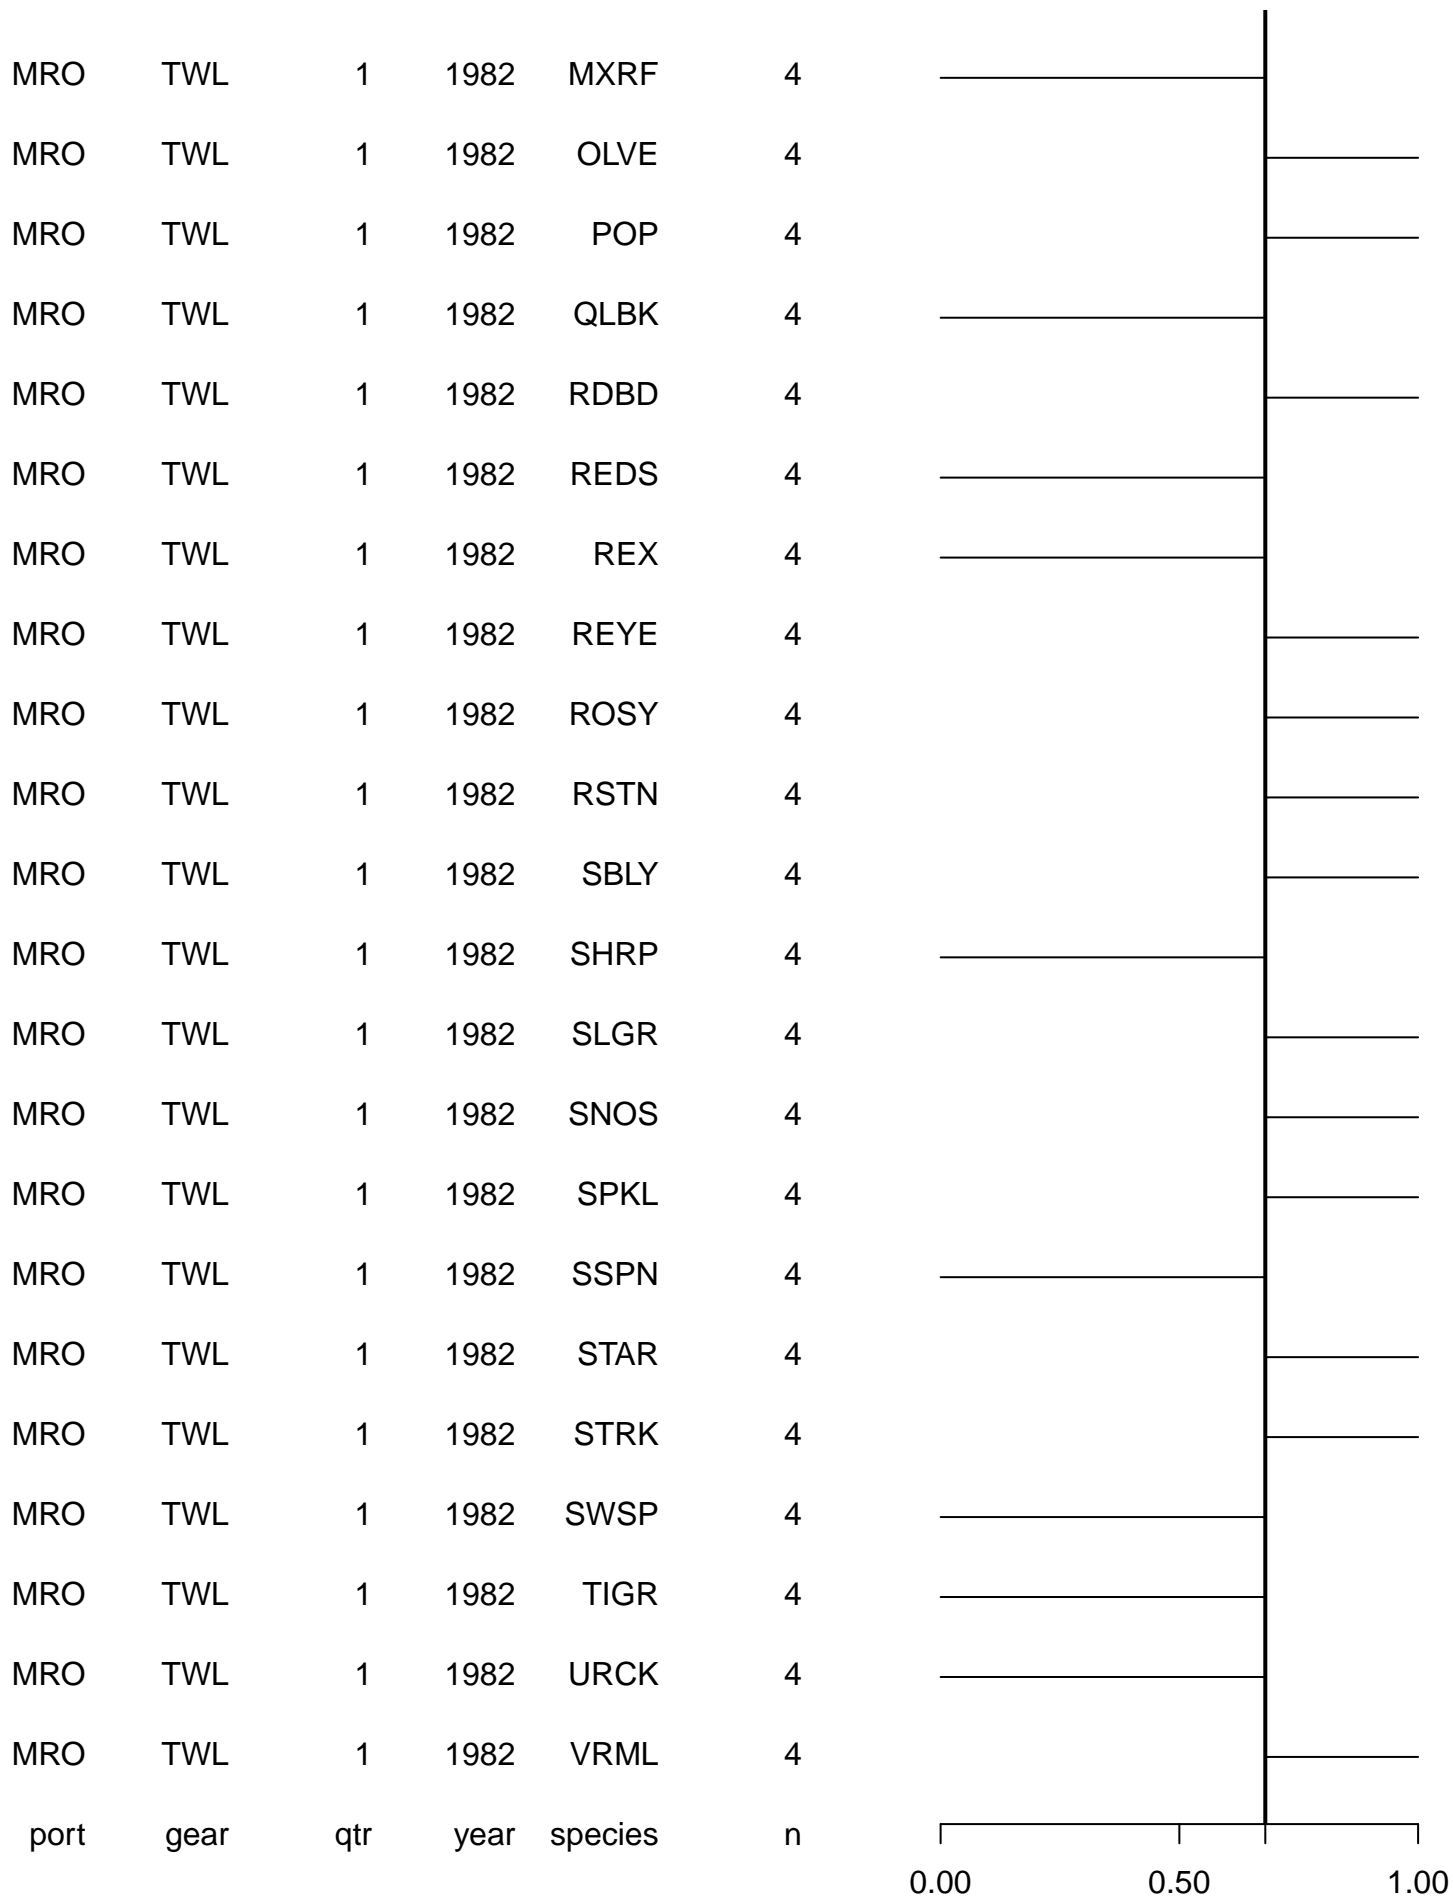 MRO TWL 1 1982 MXRF 4
MRO TWL 1 1982 OLVE 4
MRO TWL 1 1982 POP 4
MRO TWL 1 1982 QLBK 4
MRO TWL 1 1982 RDBD 4
MRO TWL 1 1982 REDS 4
MRO TWL 1 1982 REX 4
MRO TWL 1 1982 REYE 4
MRO TWL 1 1982 ROSY 4
MRO TWL 1 1982 RSTN 4
MRO TWL 1 1982 SBLY 4
MRO TWL 1 1982 SHRP 4
MRO TWL 1 1982 SLGR 4
MRO TWL 1 1982 SNOS 4
MRO TWL 1 1982 SPKL 4
MRO TWL 1 1982 SSPN 4
MRO TWL 1 1982 STAR 4
MRO TWL 1 1982 STRK 4
MRO TWL 1 1982 SWSP 4
MRO TWL 1 1982 TIGR 4
MRO TWL 1 1982 URCK 4
MRO TWL 1 1982 VRML 4
port gear qtr year species n
0.00 0.50 1.00